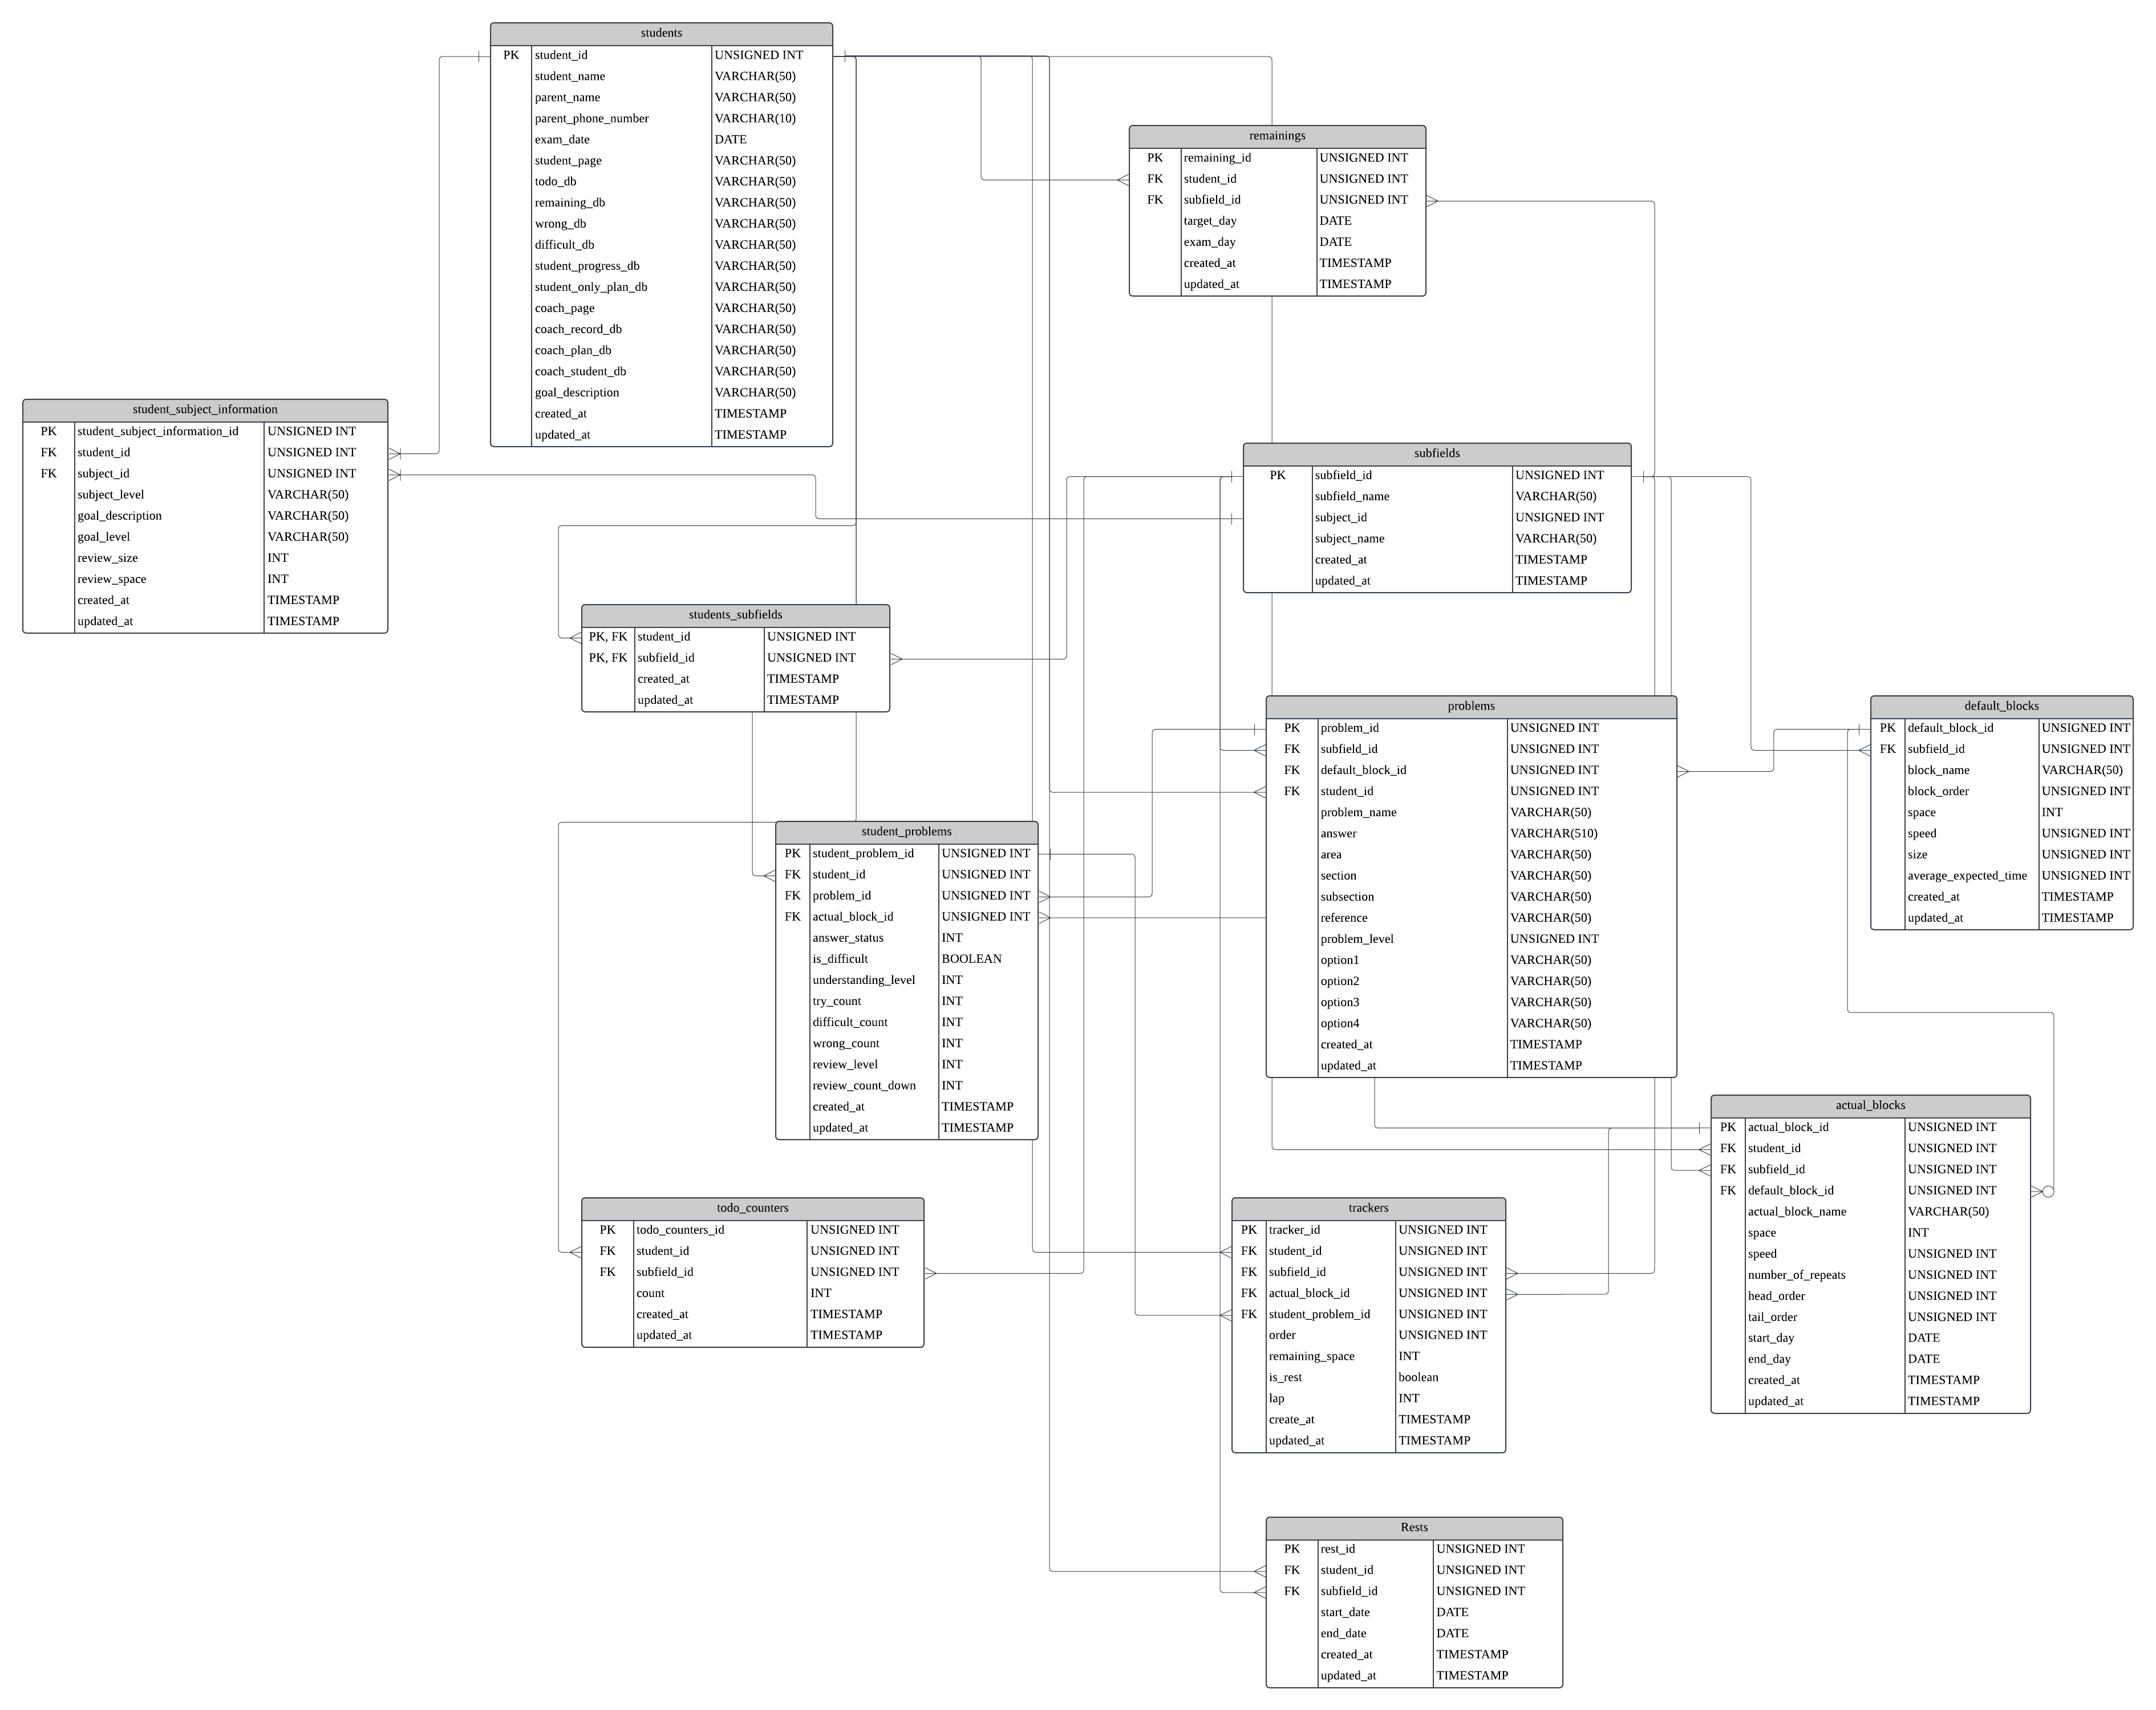 students
PK student_id UNSIGNED INT
student_name VARCHAR(50)
parent_name VARCHAR(50)
parent_phone_number VARCHAR(10)
exam_date DATE
student_page VARCHAR(50)
todo_db VARCHAR(50)
remaining_db VARCHAR(50)
wrong_db VARCHAR(50)
difficult_db VARCHAR(50)
student_progress_db VARCHAR(50)
student_only_plan_db VARCHAR(50)
coach_page VARCHAR(50)
coach_record_db VARCHAR(50)
coach_plan_db VARCHAR(50)
coach_student_db VARCHAR(50)
goal_description VARCHAR(50)
created_at TIMESTAMP
updated_at TIMESTAMP
remainings
PK remaining_id UNSIGNED INT
FK student_id UNSIGNED INT
FK subfield_id UNSIGNED INT
target_day DATE
exam_day DATE
created_at TIMESTAMP
updated_at TIMESTAMP
student_subject_information
PK student_subject_information_id UNSIGNED INT
FK student_id UNSIGNED INT
FK subject_id UNSIGNED INT
subject_level VARCHAR(50)
goal_description VARCHAR(50)
goal_level VARCHAR(50)
review_size INT
review_space INT
created_at TIMESTAMP
updated_at TIMESTAMP
subfields
PK subfield_id UNSIGNED INT
subfield_name VARCHAR(50)
subject_id UNSIGNED INT
subject_name VARCHAR(50)
created_at TIMESTAMP
updated_at TIMESTAMP
students_subfields
PK, FK student_id UNSIGNED INT
PK, FK subfield_id UNSIGNED INT
created_at TIMESTAMP
updated_at TIMESTAMP
problems
PK problem_id UNSIGNED INT
FK subfield_id UNSIGNED INT
FK default_block_id UNSIGNED INT
FK student_id UNSIGNED INT
problem_name VARCHAR(50)
answer VARCHAR(510)
area VARCHAR(50)
section VARCHAR(50)
subsection VARCHAR(50)
reference VARCHAR(50)
problem_level UNSIGNED INT
option1 VARCHAR(50)
option2 VARCHAR(50)
option3 VARCHAR(50)
option4 VARCHAR(50)
created_at TIMESTAMP
updated_at TIMESTAMP
default_blocks
PK default_block_id UNSIGNED INT
FK subfield_id UNSIGNED INT
block_name VARCHAR(50)
block_order UNSIGNED INT
space INT
speed UNSIGNED INT
size UNSIGNED INT
average_expected_time UNSIGNED INT
created_at TIMESTAMP
updated_at TIMESTAMP
student_problems
PK student_problem_id UNSIGNED INT
FK student_id UNSIGNED INT
FK problem_id UNSIGNED INT
FK actual_block_id UNSIGNED INT
answer_status INT
is_difficult BOOLEAN
understanding_level INT
try_count INT
difficult_count INT
wrong_count INT
review_level INT
review_count_down INT
created_at TIMESTAMP
updated_at TIMESTAMP
actual_blocks
PK actual_block_id UNSIGNED INT
FK student_id UNSIGNED INT
FK subfield_id UNSIGNED INT
FK default_block_id UNSIGNED INT
actual_block_name VARCHAR(50)
space INT
speed UNSIGNED INT
number_of_repeats UNSIGNED INT
head_order UNSIGNED INT
tail_order UNSIGNED INT
start_day DATE
end_day DATE
created_at TIMESTAMP
updated_at TIMESTAMP
todo_counters
PK todo_counters_id UNSIGNED INT
FK student_id UNSIGNED INT
FK subfield_id UNSIGNED INT
count INT
created_at TIMESTAMP
updated_at TIMESTAMP
trackers
PK tracker_id UNSIGNED INT
FK student_id UNSIGNED INT
FK subfield_id UNSIGNED INT
FK actual_block_id UNSIGNED INT
FK student_problem_id UNSIGNED INT
order UNSIGNED INT
remaining_space INT
is_rest boolean
lap INT
create_at TIMESTAMP
updated_at TIMESTAMP
Rests
PK rest_id UNSIGNED INT
FK student_id UNSIGNED INT
FK subfield_id UNSIGNED INT
start_date DATE
end_date DATE
created_at TIMESTAMP
updated_at TIMESTAMP